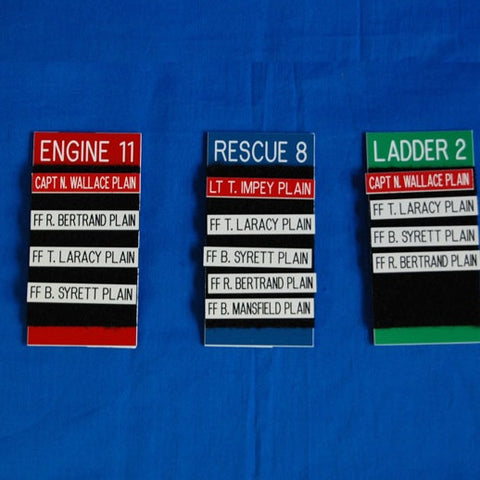 ENGINE 11
CAPT N. WALLACE PLAIN
FF R. BERTRAND PLAIN
FF T. LARACY PLAIN
FF B. SYRETT PLAIN
RESCUE 8
LT T. IMPEY PLAIN
FF T. LARACY PLAIN
FF B. SYRETT PLAIN
FF R. BERTRAND PLAIN
FF B. MANSFIELD PLAIN
LADDER 2
CAPT N. WALLACE PLAIN
FF T. LARACY PLAIN
FF B. SYRETT PLAIN
FF R. BERTRAND PLAIN